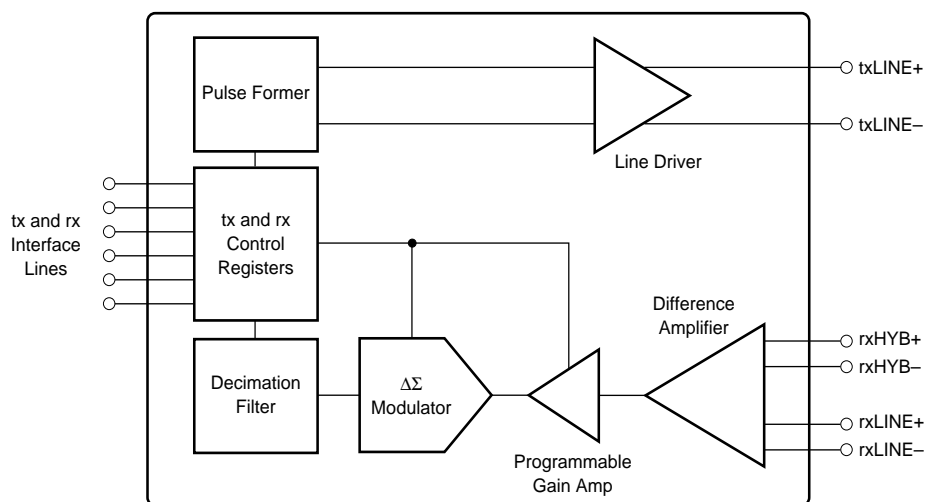 Pulse Former
txLINE+
txLINE–
Line Driver
tx and rx
Interface
Lines
tx and rx
Control
Registers
Difference
Amplifier
rxHYB+
rxHYB–
rxLINE+
rxLINE–
Decimation
Filter
ΔΣ
Modulator
Programmable
Gain Amp